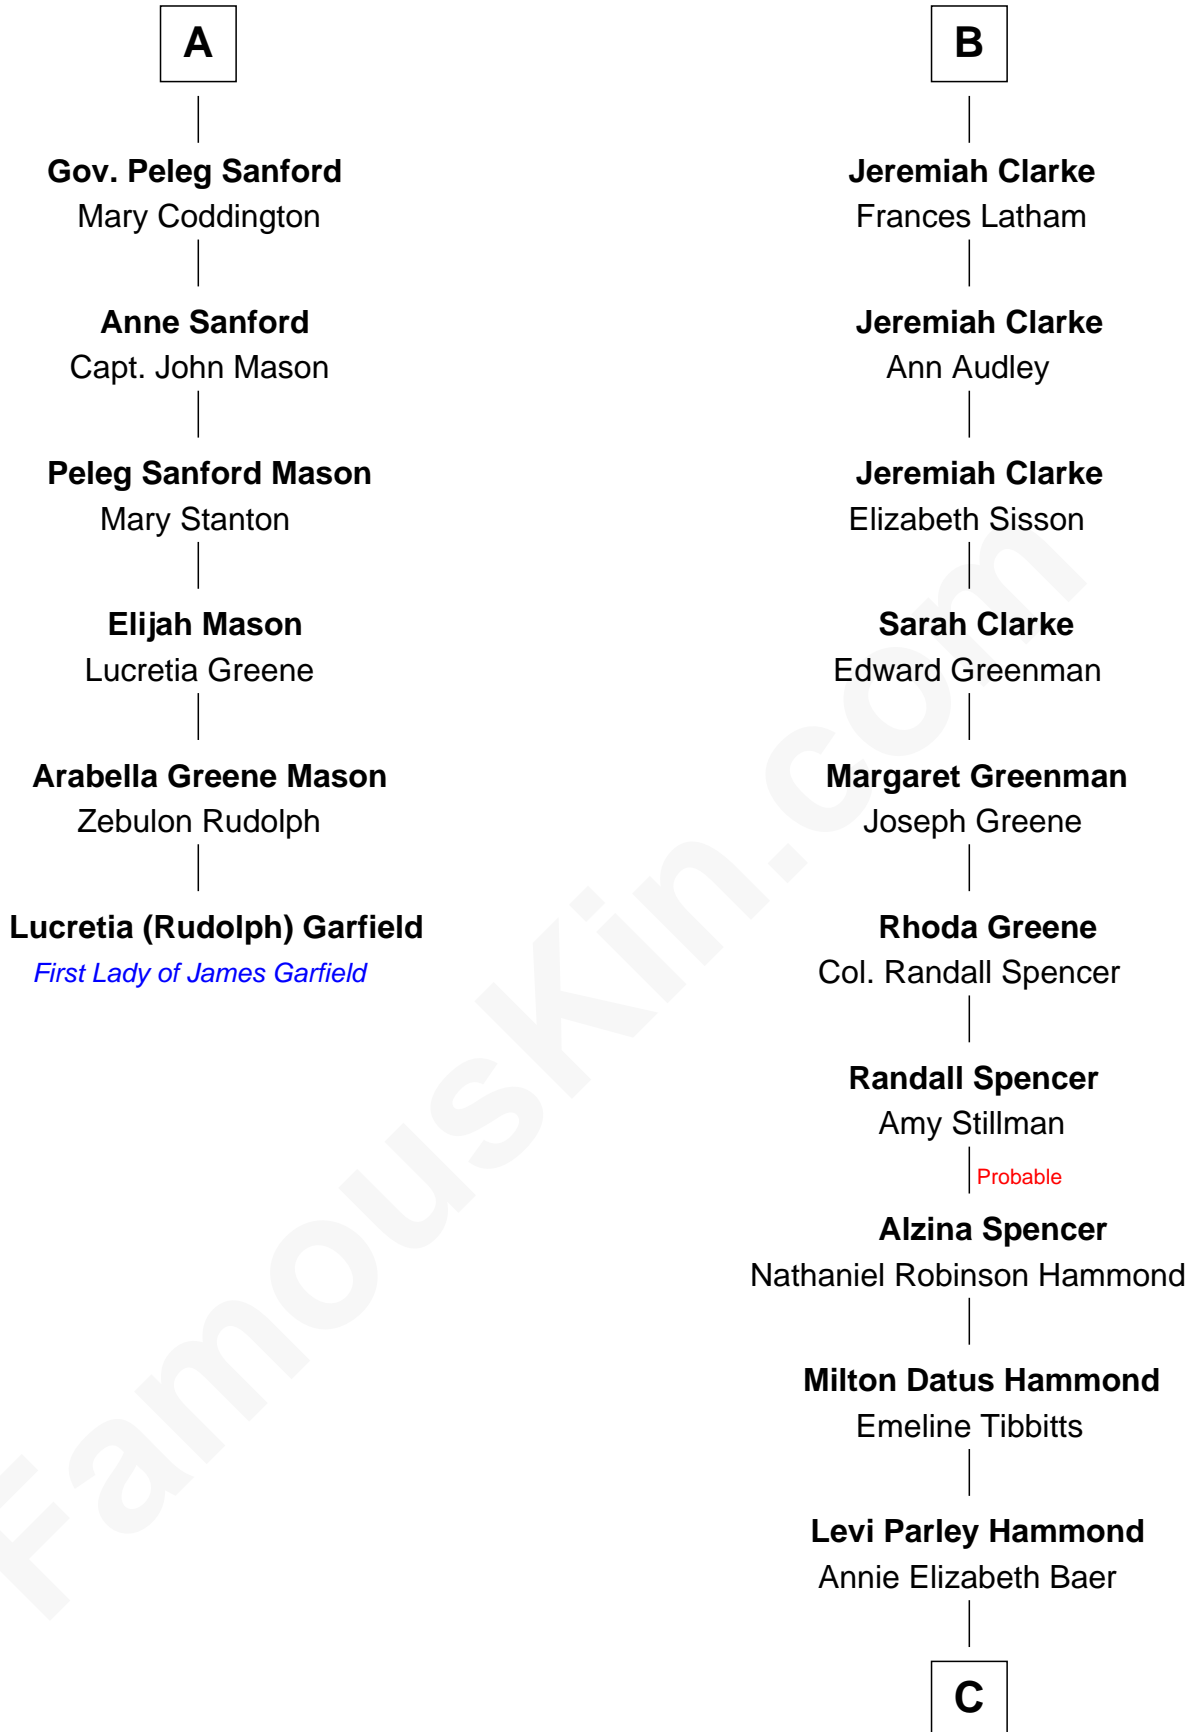 A
Gov. Peleg Sanford
Mary Coddington
Anne Sanford
Capt. John Mason
Peleg Sanford Mason
Mary Stanton
Elijah Mason
Lucretia Greene
Arabella Greene Mason
Zebulon Rudolph
Lucretia (Rudolph) Garfield
First Lady of James Garfield
B
Jeremiah Clarke
Frances Latham
Jeremiah Clarke
Ann Audley
Jeremiah Clarke
Elizabeth Sisson
Sarah Clarke
Edward Greenman
Margaret Greenman
Joseph Greene
Rhoda Greene
Col. Randall Spencer
Randall Spencer
Amy Stillman
Probable
Alzina Spencer
Nathaniel Robinson Hammond
Milton Datus Hammond
Emeline Tibbitts
Levi Parley Hammond
Annie Elizabeth Baer
C
FamousKin.com